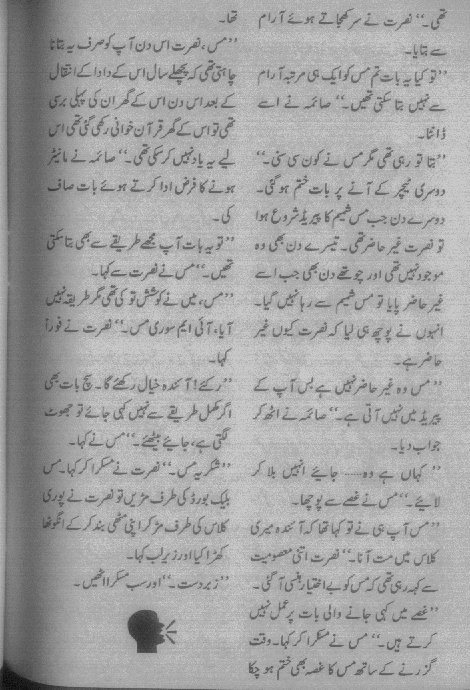 تھی۔‘‘ نصرت نے سر کھجاتے ہوئے آرام
سے بتایا۔
’’تو کیا یہ بات تم مس کو ایک ہی مرتبہ آرام
سے نہیں بتا سکتی تھیں۔‘‘ صائمہ نے اسے
ڈانٹا۔
’’بتا تو رہی تھی مگر مس نے کون سی سنی۔‘‘
دوسری ٹیچر کے آنے پر بات ختم ہو گئی۔
دوسرے دن جب مس شمیم کا پیریڈ شروع ہوا
تو نصرت غیر حاضر تھی۔ تیسرے دن بھی وہ
موجود نہیں تھی اور چوتھے دن بھی جب اسے
غیر حاضر پایا تو مس شمیم سے رہا نہیں گیا۔
انہوں نے پوچھ ہی لیا کہ نصرت کیوں غیر
حاضر ہے۔
’’مس وہ غیر حاضر نہیں ہے بس آپ کے
پیریڈ میں نہیں آتی ہے۔‘‘ صائمہ نے اٹھ کر
جواب دیا۔
’’کہاں ہے وہ—— جایئے انہیں بلا کر
لایئے۔‘‘ مس نے غصے سے پوچھا۔
’’مس آپ ہی نے تو کہا تھا کہ آئندہ میری
کلاس میں مت آنا۔‘‘ نصرت اتنی معصومیت
سے کہہ رہی تھی کہ مس کو بے اختیار ہنسی آ گئی۔
’’غصے میں کہی جانے والی بات پر عمل نہیں
کرتے ہیں۔‘‘ مس نے مسکرا کر کہا۔ وقت
گزرنے کے ساتھ مس کا غصہ بھی ختم ہو چکا
تھا۔
’’مس، نصرت اس دن آپ کو صرف یہ بتانا
چاہتی تھی کہ پچھلے سال اس کے دادا کے انتقال
کے بعد اس دن اس کے گھر ان کی پہلی برسی
تھی تو اس کے گھر قرآن خوانی رکھی گئی تھی اس
لیے یہ یاد نہیں کر سکی تھی۔‘‘ صائمہ نے مانیٹر
ہونے کا فرض ادا کرتے ہوئے بات صاف
کی۔
’’تو یہ بات آپ مجھے طریقے سے بھی بتا سکتی
تھیں۔‘‘ مس نے نصرت سے کہا۔
’’مس، میں نے کوشش تو کی تھی مگر طریقہ نہیں
آیا، آئی ایم سوری مس۔‘‘ نصرت نے فوراً
کہا۔
’’رکئے! آئندہ خیال رکھئے گا۔ سچ بات بھی
اگر مکمل طریقے سے نہیں کہی جائے تو جھوٹ
لگتی ہے، جایئے بیٹھئے۔‘‘ مس نے کہا۔
’’شکریہ مس۔‘‘ نصرت نے مسکرا کر کہا۔ مس
بلیک بورڈ کی طرف مڑیں تو نصرت نے پوری
کلاس کی طرف مڑ کر اپنی مٹھی بند کر کے انگوٹھا
کھڑا کیا اور زیر لب کہا۔
’’زبردست۔‘‘ اور سب مسکرا اٹھیں۔